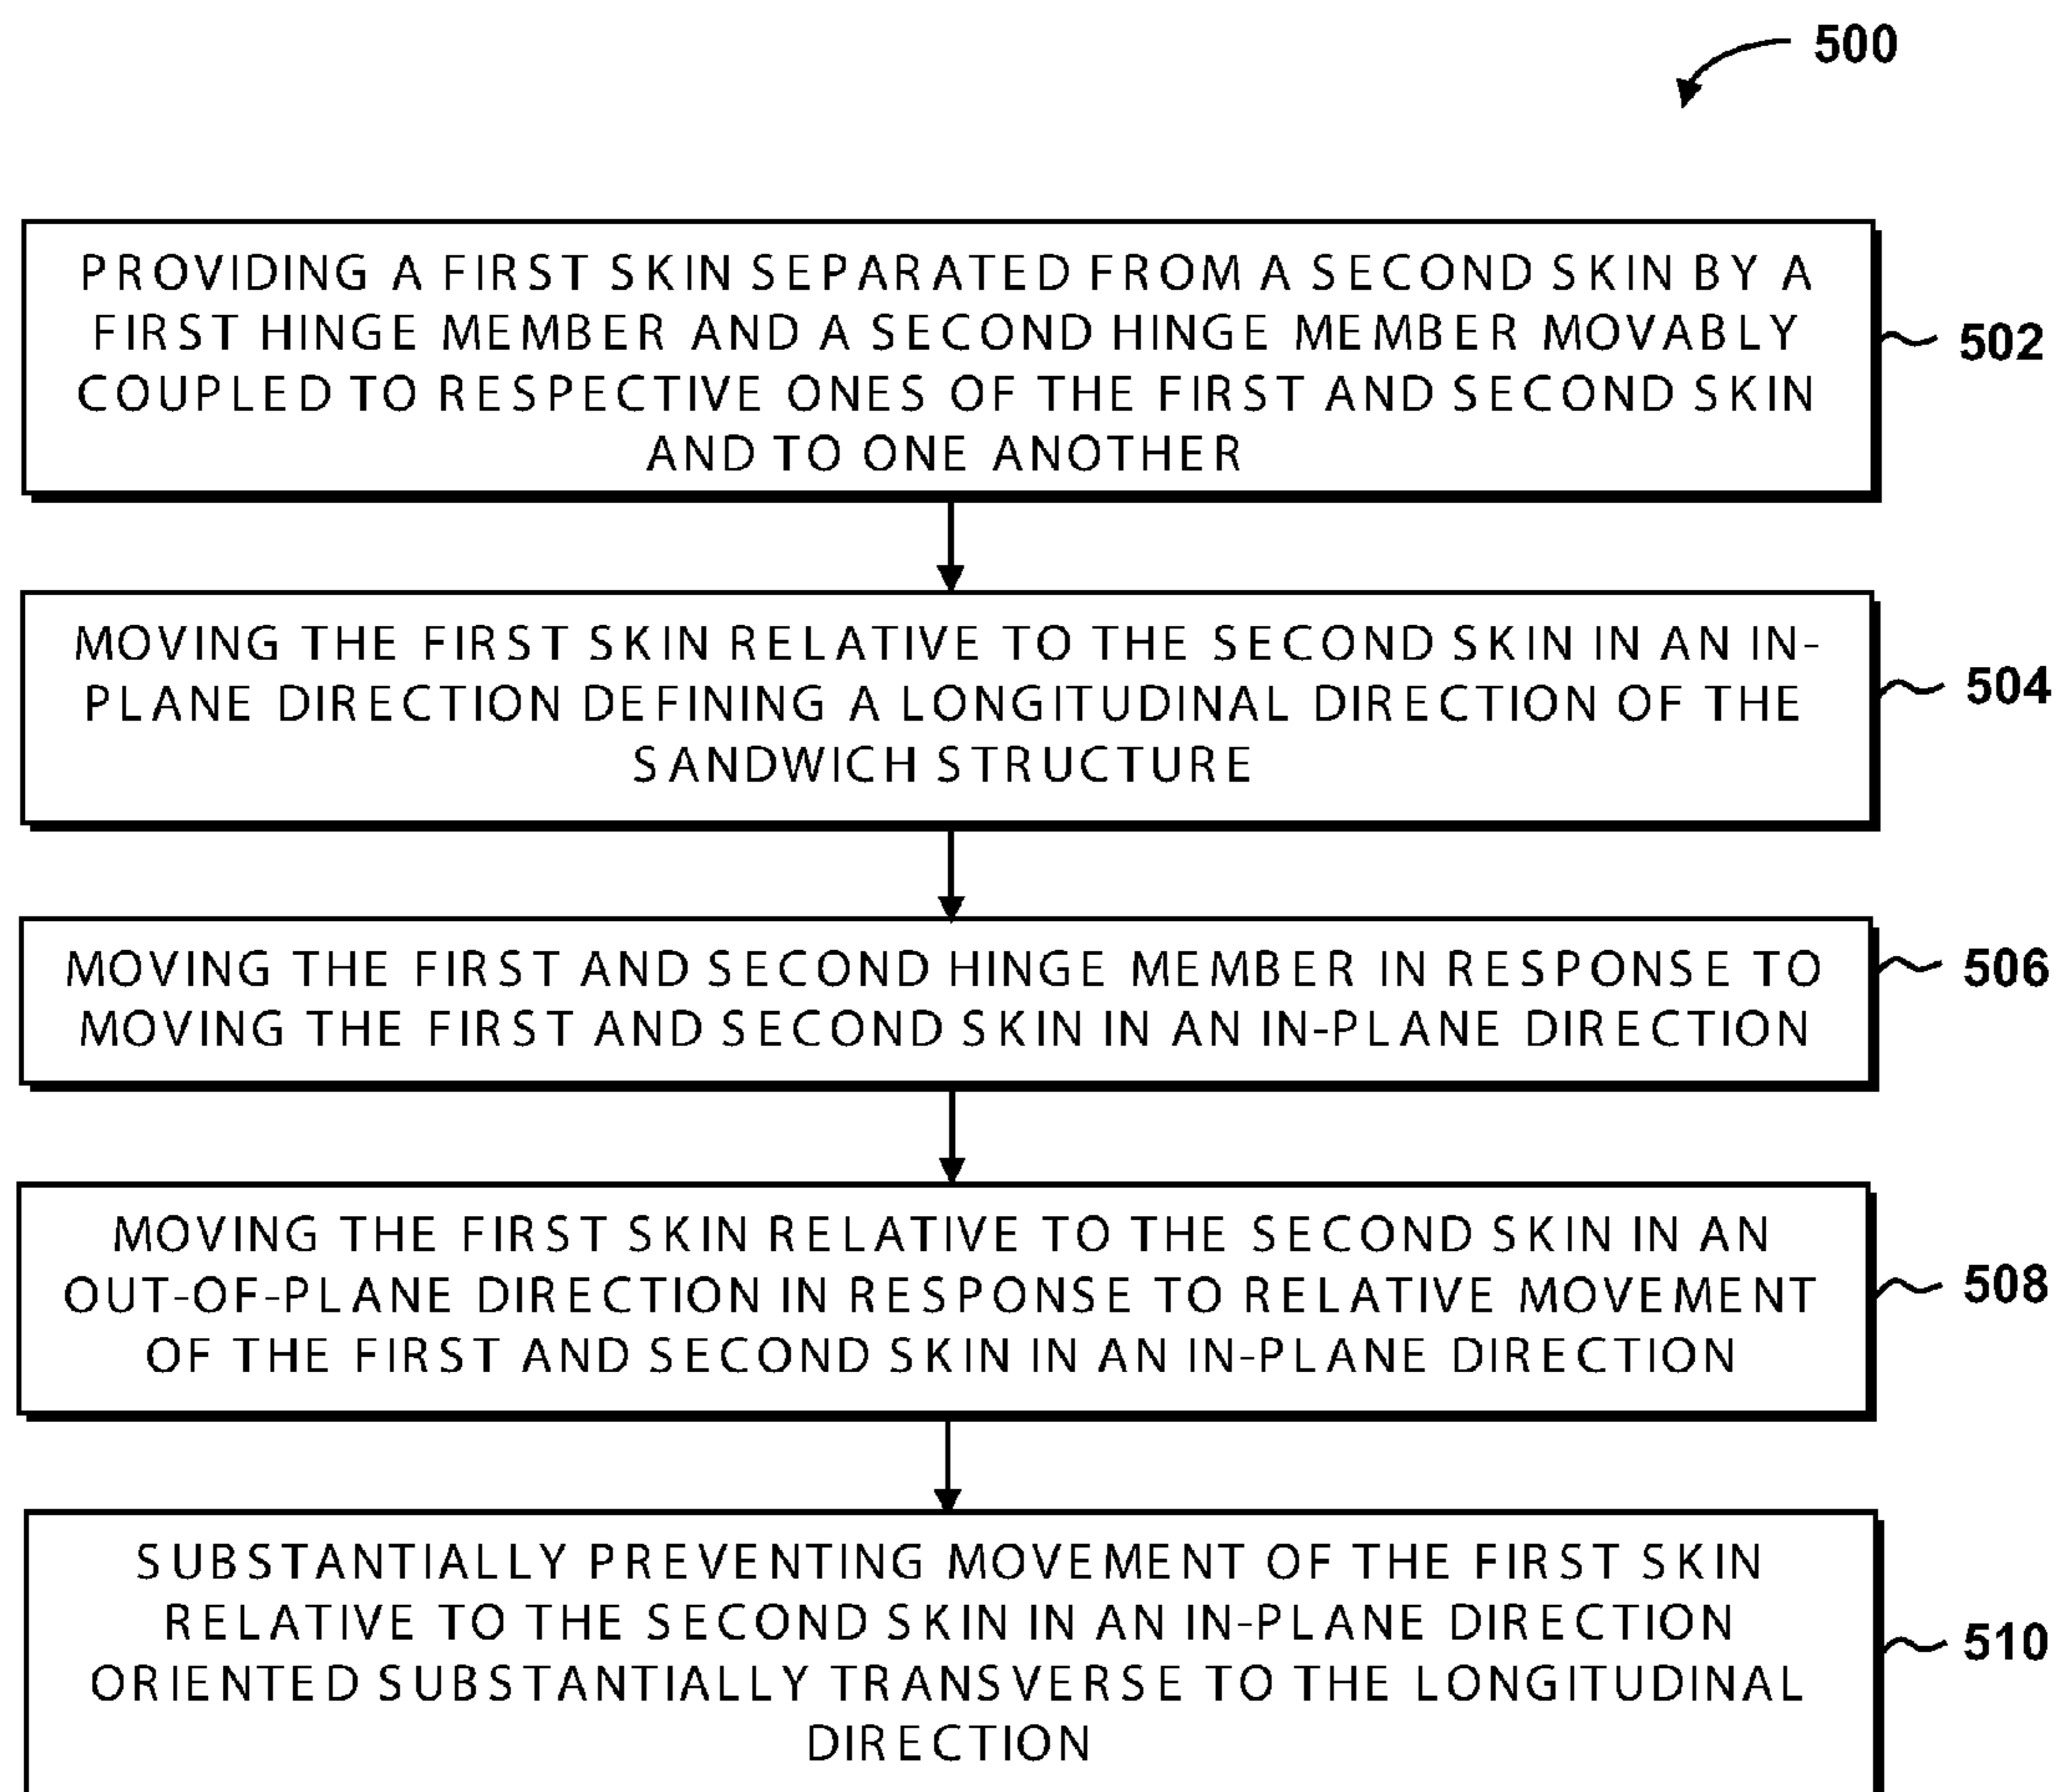 500
PROVIDING A FIRST SKIN SEPARATED FROM A SECOND SKIN BY A
FIRST HINGE MEMBER AND A SECOND HINGE MEMBER MOVABLY
COUPLED TO RESPECTIVE ONES OF THE FIRST AND SECOND SKIN
AND TO ONE ANOTHER
502
MOVING THE FIRST SKIN RELATIVE TO THE SECOND SKIN IN AN IN-
PLANE DIRECTION DEFINING A LONGITUDINAL DIRECTION OF THE
SANDWICH STRUCTURE
504
MOVING THE FIRST AND SECOND HINGE MEMBER IN RESPONSE TO
MOVING THE FIRST AND SECOND SKIN IN AN IN-PLANE DIRECTION
506
MOVING THE FIRST SKIN RELATIVE TO THE SECOND SKIN IN AN
OUT-OF-PLANE DIRECTION IN RESPONSE TO RELATIVE MOVEMENT
OF THE FIRST AND SECOND SKIN IN AN IN-PLANE DIRECTION
508
SUBSTANTIALLY PREVENTING MOVEMENT OF THE FIRST SKIN
RELATIVE TO THE SECOND SKIN IN AN IN-PLANE DIRECTION
ORIENTED SUBSTANTIALLY TRANSVERSE TO THE LONGITUDINAL
DIRECTION
510